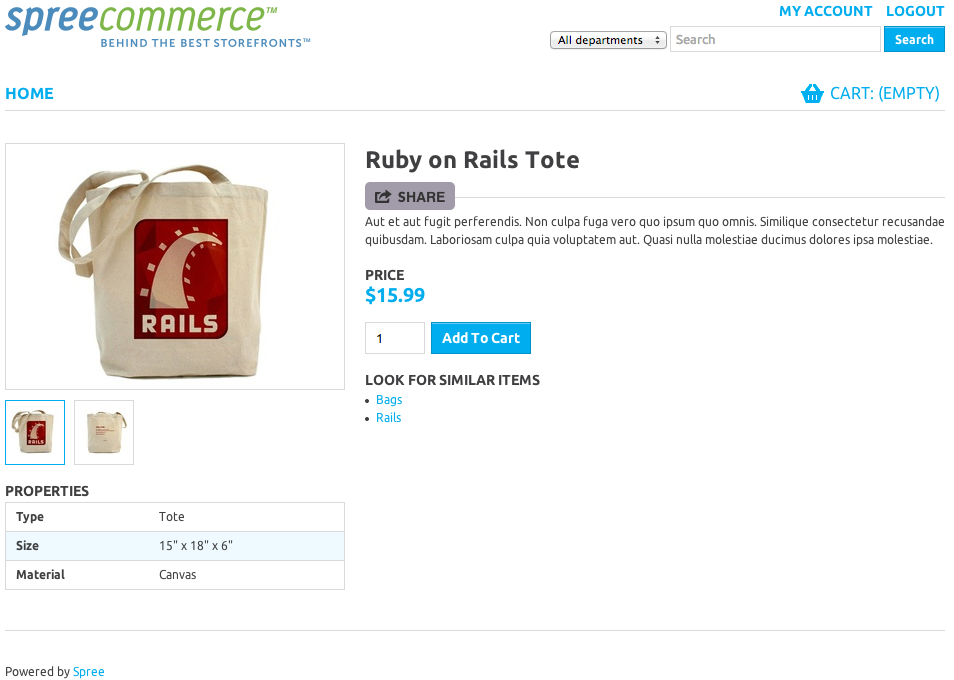 spreecommerce™
BEHIND THE BEST STOREFRONTS™
MY ACCOUNT LOGOUT
All departments Search Search
HOME
CART: (EMPTY)
RAILS
Ruby on Rails Tote
SHARE
Aut et aut fugit perferendis. Non culpa fuga vero quo ipsum quo omnis. Similique consectetur recusandae
quibusdam. Laboriosam culpa quia voluptatem aut. Quasi nulla molestiae ducimus dolores ipsa molestiae.
PRICE
$15.99
1 Add To Cart
LOOK FOR SIMILAR ITEMS
Bags
Rails
RAILS
PROPERTIES
Type Tote
Size 15" x 18" x 6"
Material Canvas
Powered by Spree